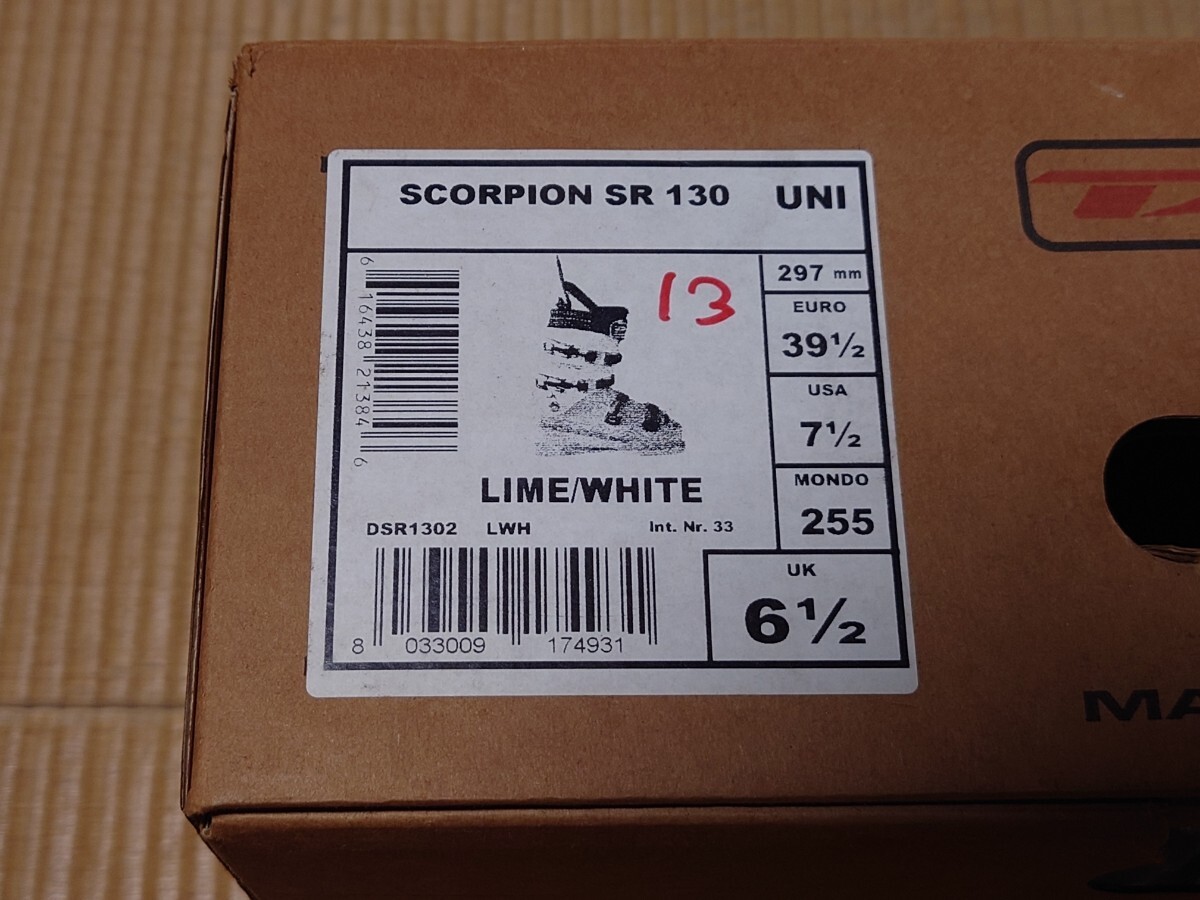 SCORPION SR 130 UNI
6 16438 21384 6
13
297 mm
EURO
39½
USA
7½
MONDO
255
LIME/WHITE
DSR1302 LWH Int. Nr. 33
8 033009 174931
UK
6½